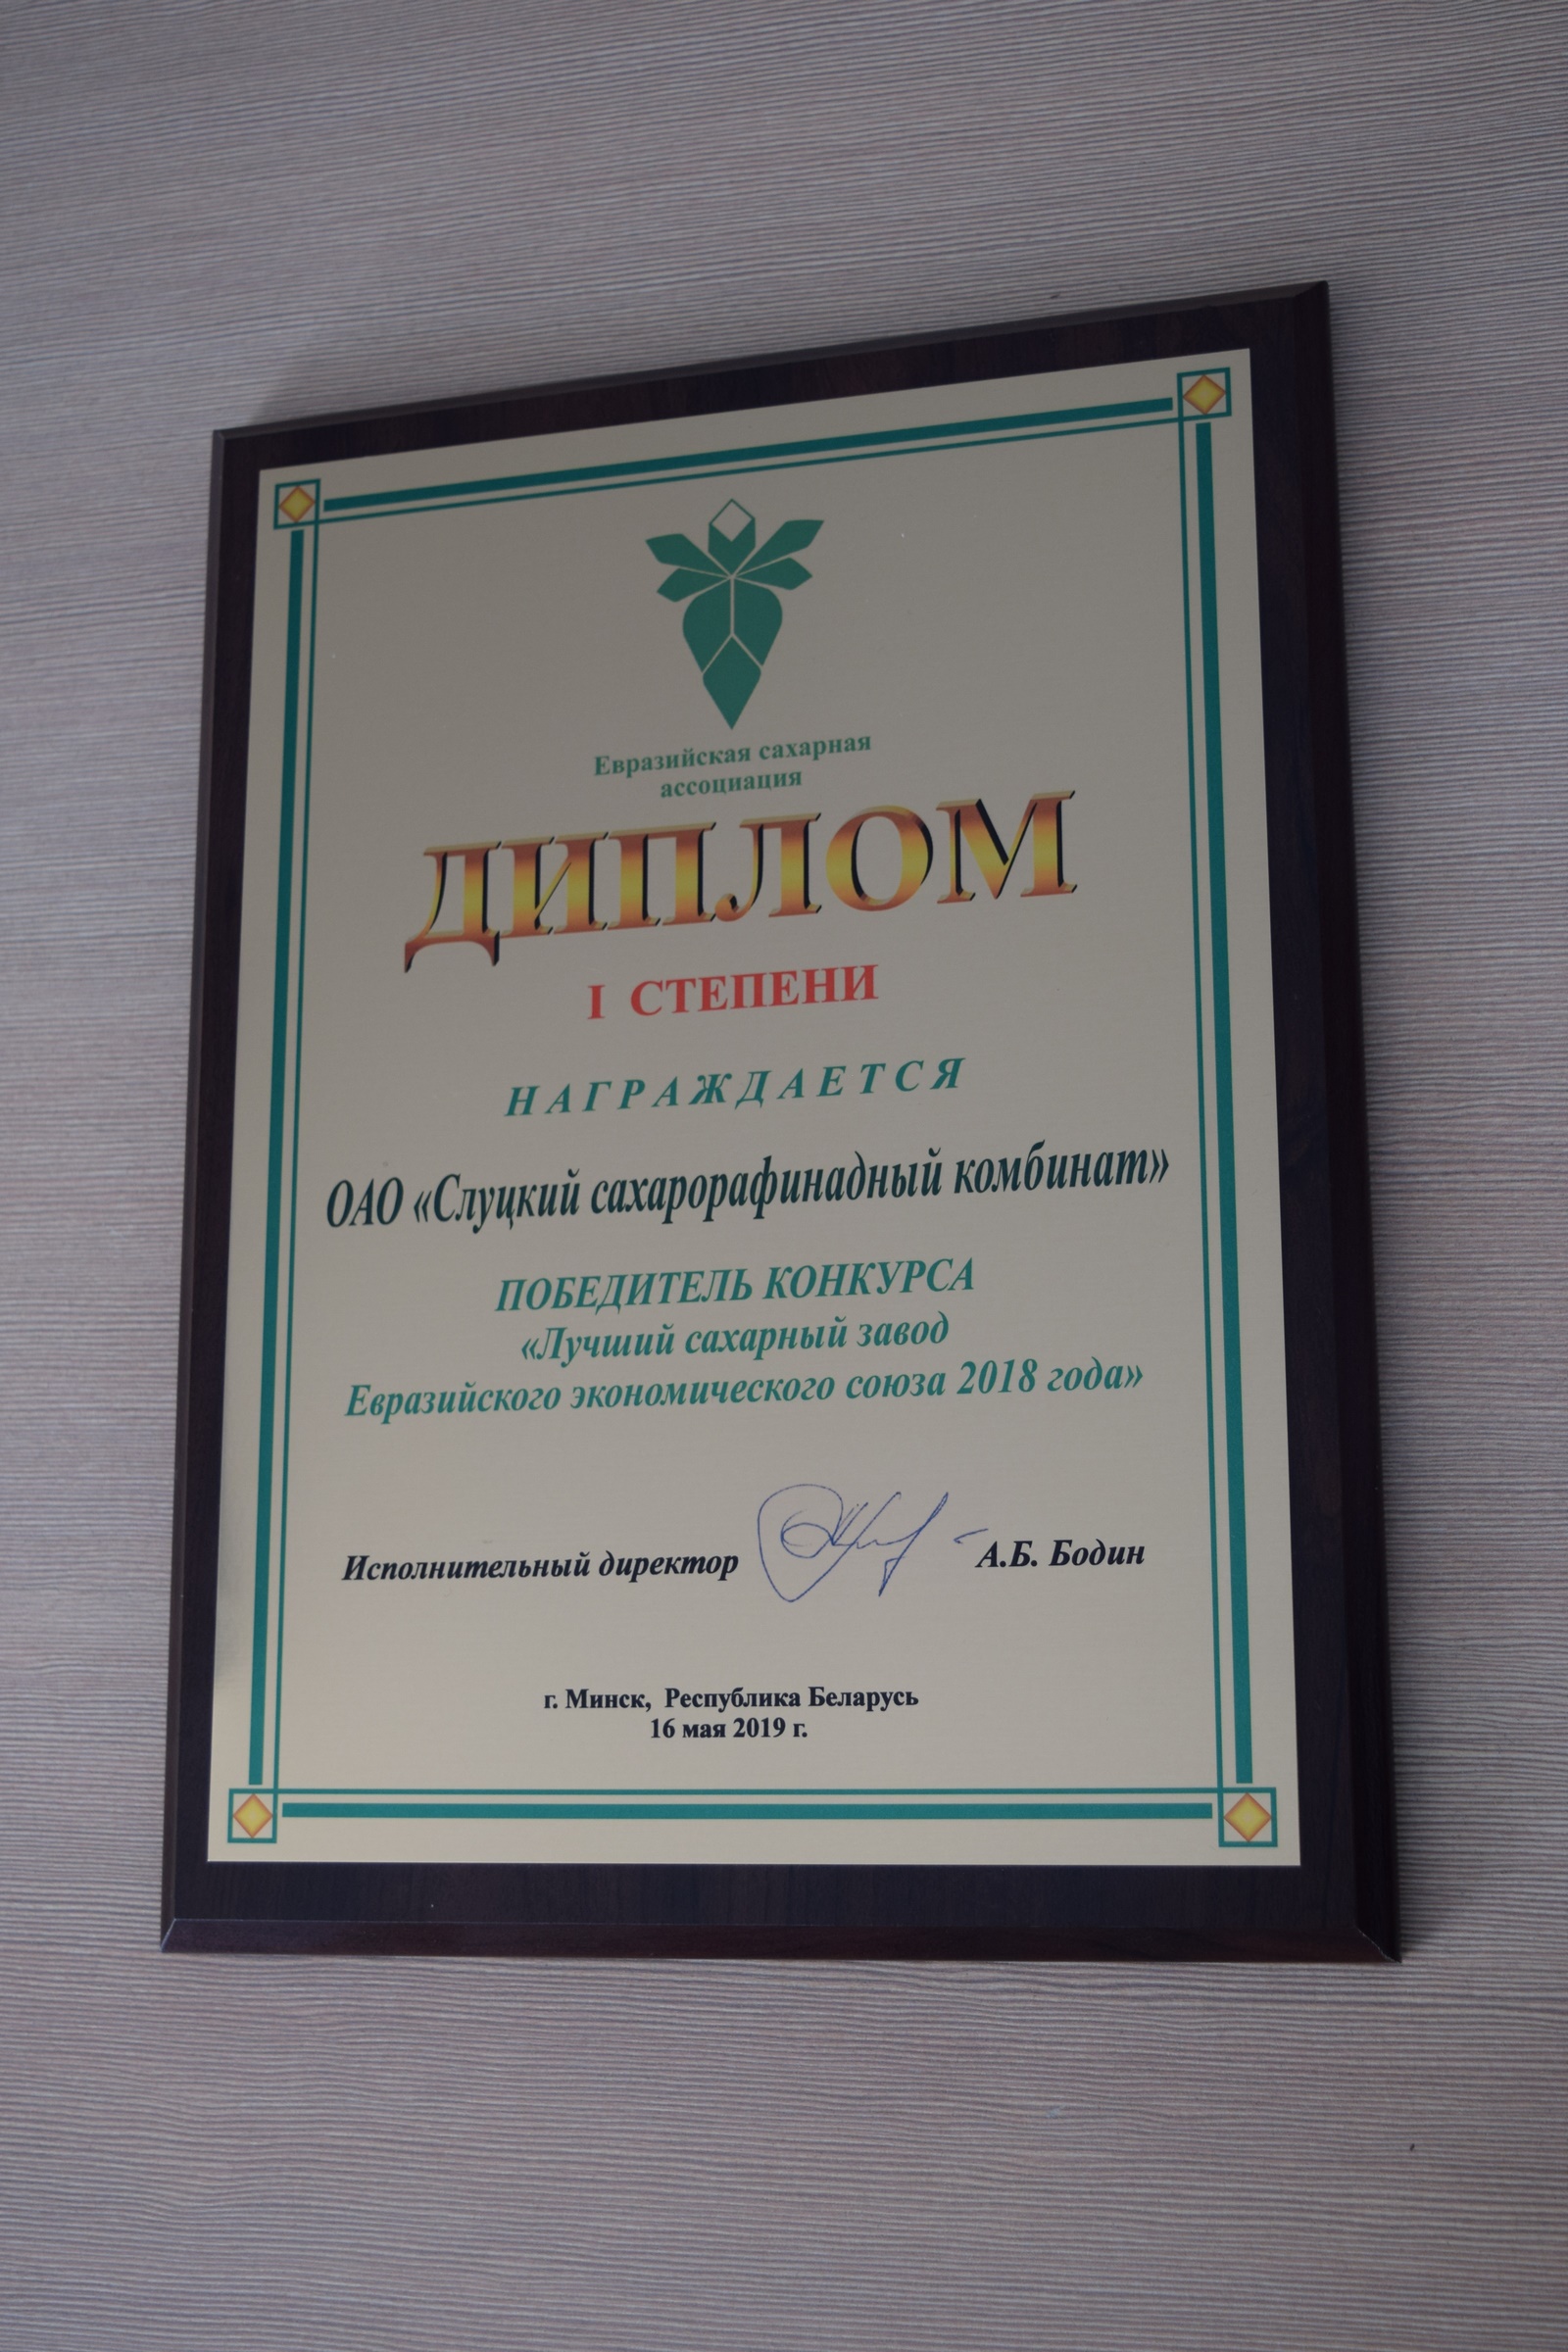 Евразийская сахарная
ассоциация
ДИПЛОМ
I СТЕПЕНИ
НАГРАЖДАЕТСЯ
ОАО «Слуцкий сахарорафинадный комбинат»
ПОБЕДИТЕЛЬ КОНКУРСА
«Лучший сахарный завод
Евразийского экономического союза 2018 года»
Исполнительный директор А.Б. Бодин
г. Минск, Республика Беларусь
16 мая 2019 г.